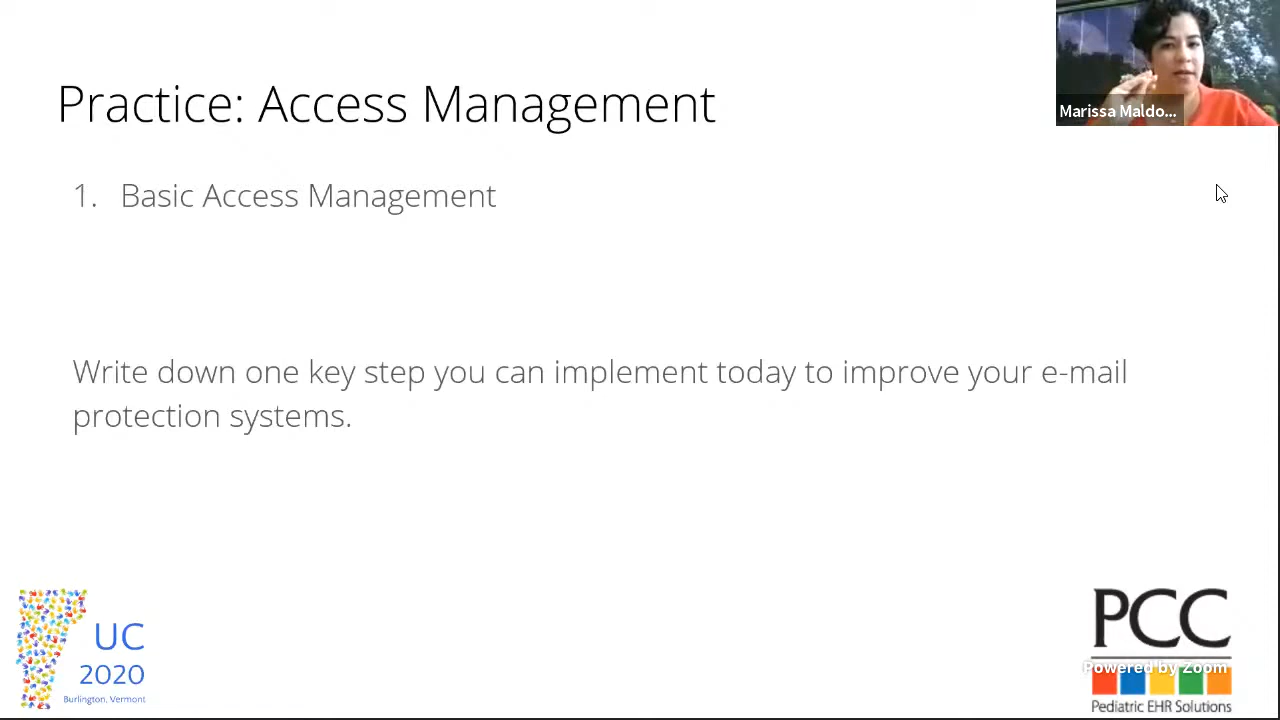 Practice: Access Management
Marissa Maldo...
1. Basic Access Management
Write down one key step you can implement today to improve your e-mail
protection systems.
UC
2020
Burlington, Vermont
PCC
Powered by Zoom
Pediatric EHR Solutions